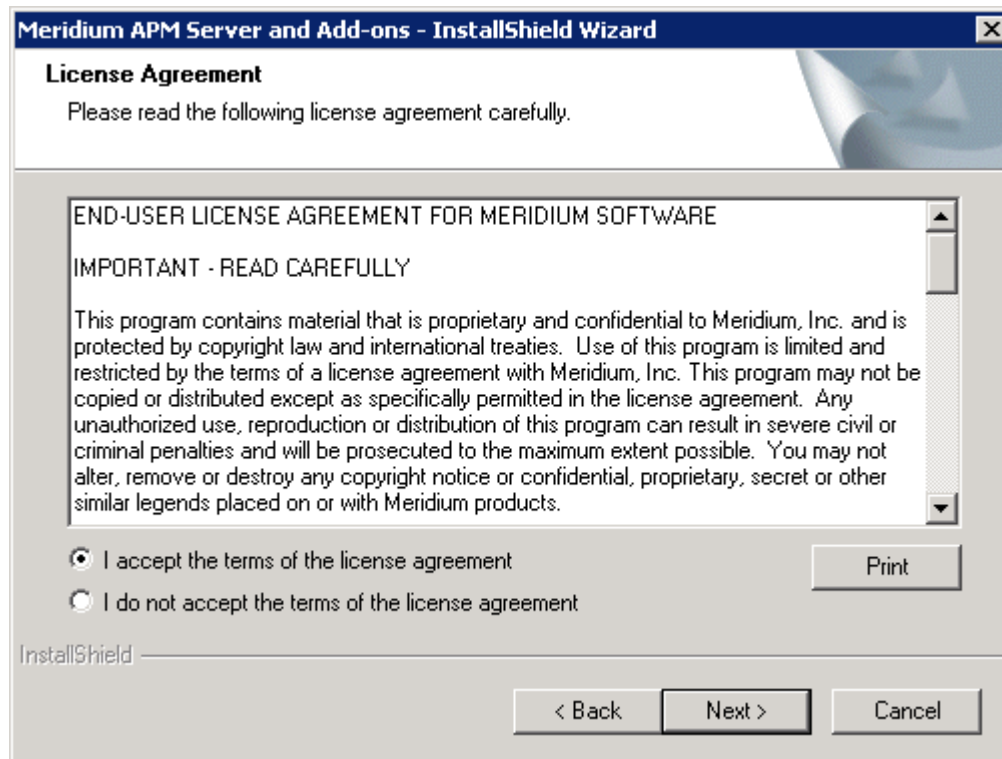 Meridium APM Server and Add-ons - InstallShield Wizard
License Agreement
Please read the following license agreement carefully.
END-USER LICENSE AGREEMENT FOR MERIDIUM SOFTWARE
IMPORTANT - READ CAREFULLY
This program contains material that is proprietary and confidential to Meridium, Inc. and is
protected by copyright law and international treaties.  Use of this program is limited and
restricted by the terms of a license agreement with Meridium, Inc. This program may not be
copied or distributed except as specifically permitted in the license agreement.  Any
unauthorized use, reproduction or distribution of this program can result in severe civil or
criminal penalties and will be prosecuted to the maximum extent possible.  You may not
alter, remove or destroy any copyright notice or confidential, proprietary, secret or other
similar legends placed on or with Meridium products.
I accept the terms of the license agreement
Print
I do not accept the terms of the license agreement
InstallShield
< Back
Next >
Cancel